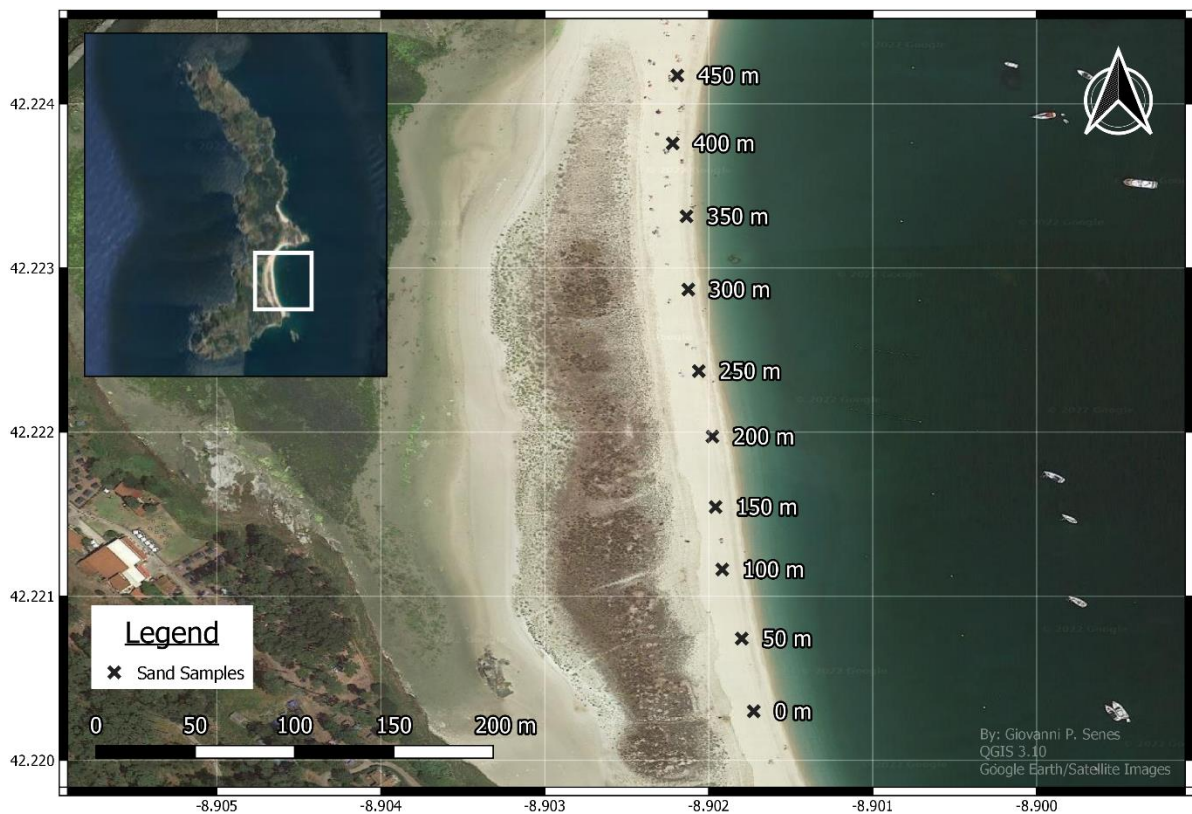 450 m
42.224
400 m
350 m
42.223
300 m
250 m
42.222
200 m
150 m
100 m
42.221
Legend
50 m
Sand Samples
0 50 100 150 200 m
0 m
By: Giovanni P. Senes
QGIS 3.10
42.220
Google Earth/Satellite Images
-8.905 -8.904 -8.903 -8.902 -8.901 -8.900